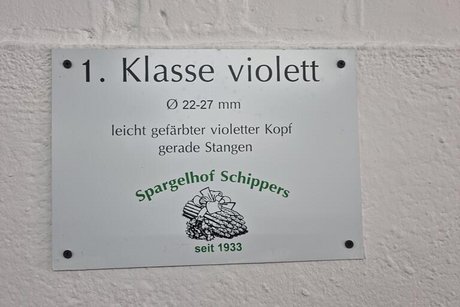 1. Klasse violett
Ø 22-27 mm
leicht gefärbter violetter Kopf
gerade Stangen
Spargelhof Schippers
seit 1933